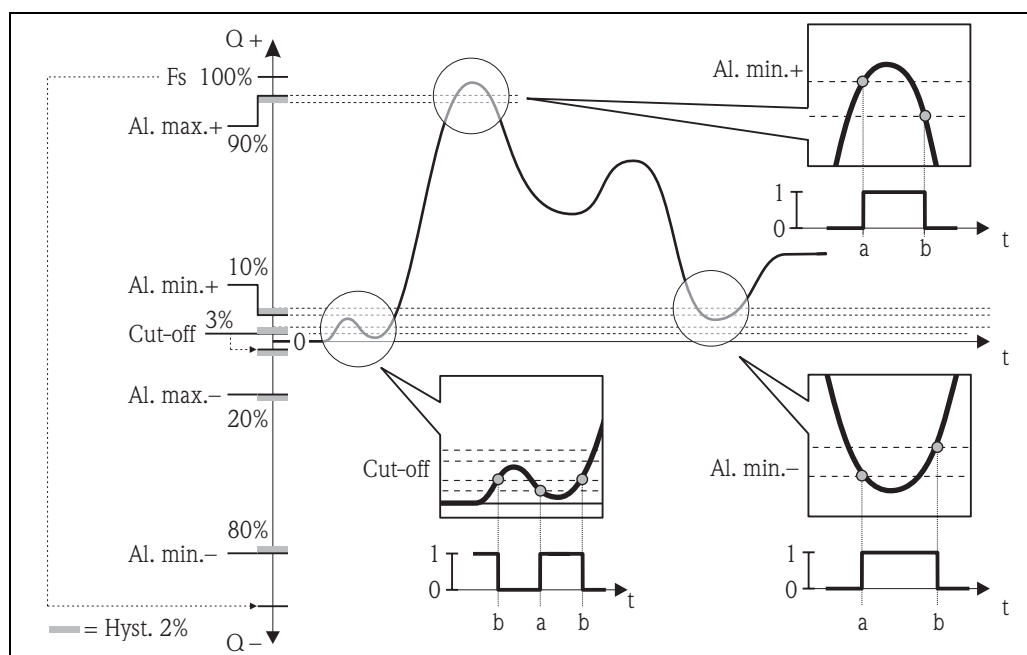 Q +
Fs 100%
Al. max.+
90%
10%
Al. min.+
3%
Cut-off
0
t
Al. max.–
20%
80%
Al. min.–
= Hyst. 2%
Q –
Al. min.+
1
0
t
a b
Cut-off
1
0
t
b a b
Al. min.–
1
0
t
a b